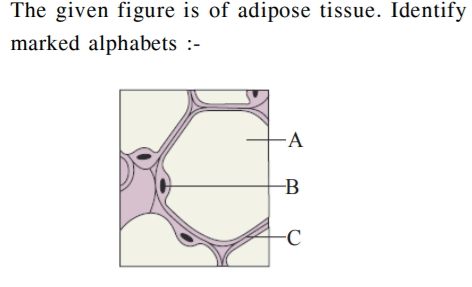 The given figure is of adipose tissue. Identify
marked alphabets :-
A
B
C